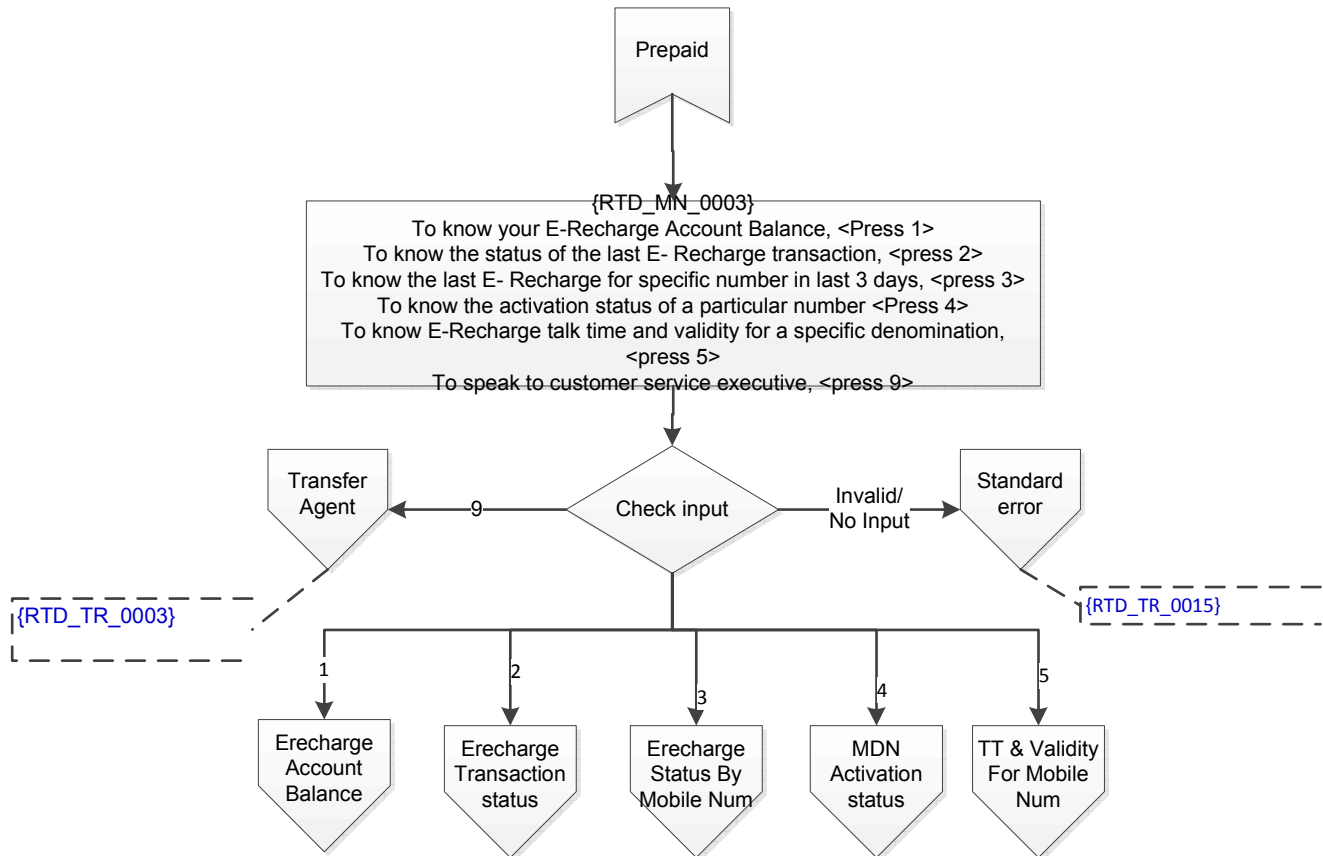 Prepaid
{RTD_MN_0003}
To know your E-Recharge Account Balance, <Press 1>
To know the status of the last E- Recharge transaction, <press 2>
To know the last E- Recharge for specific number in last 3 days, <press 3>
To know the activation status of a particular number <Press 4>
To know E-Recharge talk time and validity for a specific denomination,
<press 5>
To speak to customer service executive, <press 9>
Transfer
Agent
9
Check input
Invalid/
No Input
Standard
error
{RTD_TR_0003}
{RTD_TR_0015}
1
2
3
4
5
Erecharge
Account
Balance
Erecharge
Transaction
status
Erecharge
Status By
Mobile Num
MDN
Activation
status
TT & Validity
For Mobile
Num